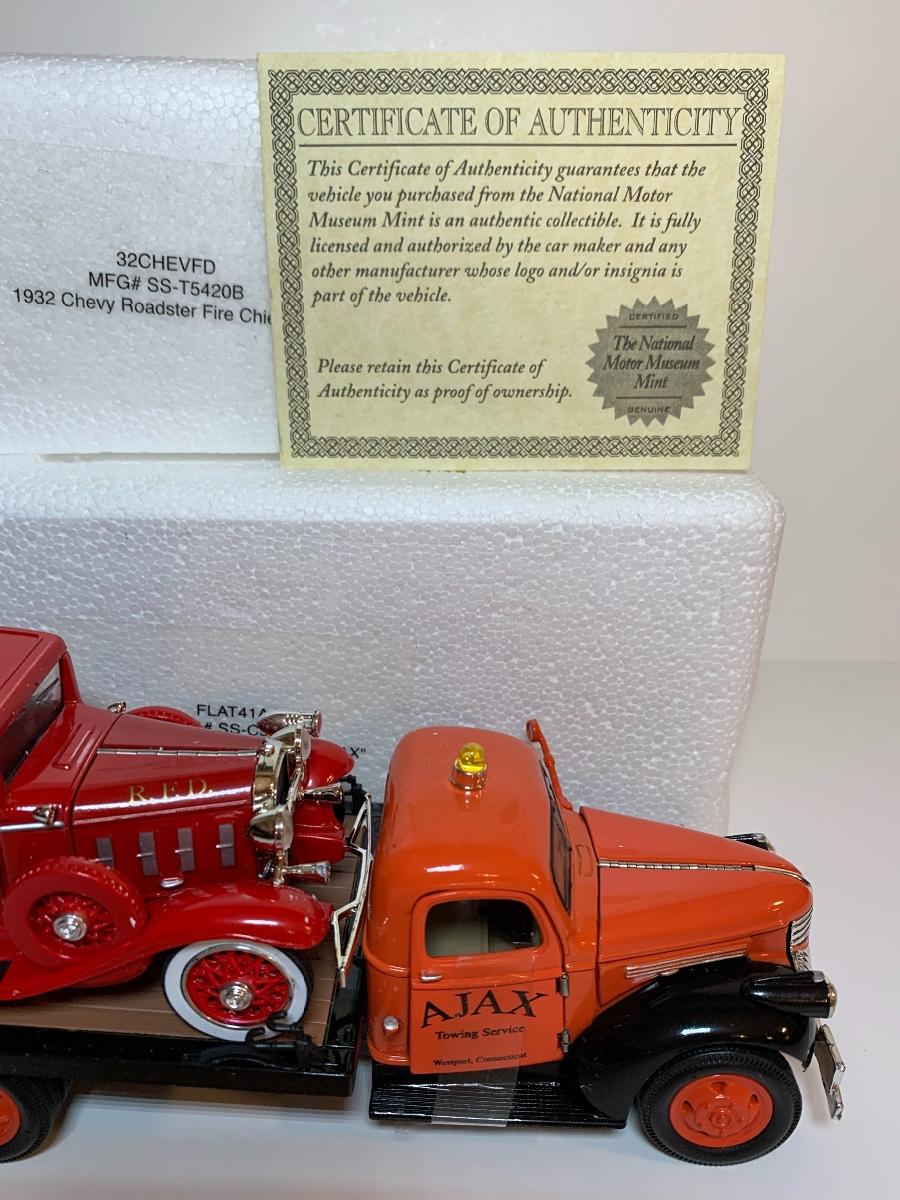 CERTIFICATE OF AUTHENTICITY
This Certificate of Authenticity guarantees that the
vehicle you purchased from the National Motor
Museum Mint is an authentic collectible. It is fully
licensed and authorized by the car maker and any
other manufacturer whose logo and/or insignia is
part of the vehicle.
Please retain this Certificate of
Authenticity as proof of ownership.
CERTIFIED
The National
Motor Museum
Mint
GENUINE
32CHEVFD
MFG# SS-T5420B
1932 Chevy Roadster Fire
FLAT41A
# SS-C
R.F.D.
AJAX
Towing Service
Westport, Connecticut